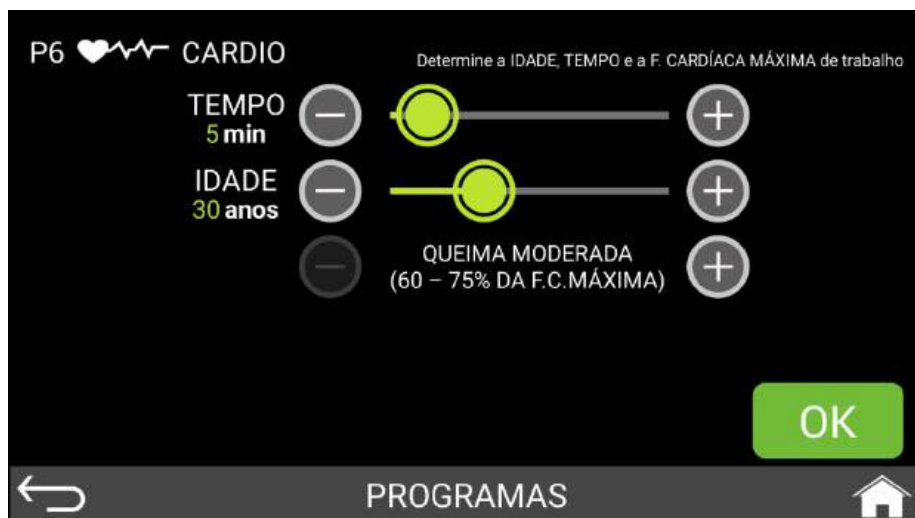 P6 CARDIO
Determine a IDADE, TEMPO e a F. CARDÍACA MÁXIMA de trabalho
TEMPO
5 min
IDADE
30 anos
QUEIMA MODERADA
(60 – 75% DA F.C.MÁXIMA)
OK
PROGRAMAS